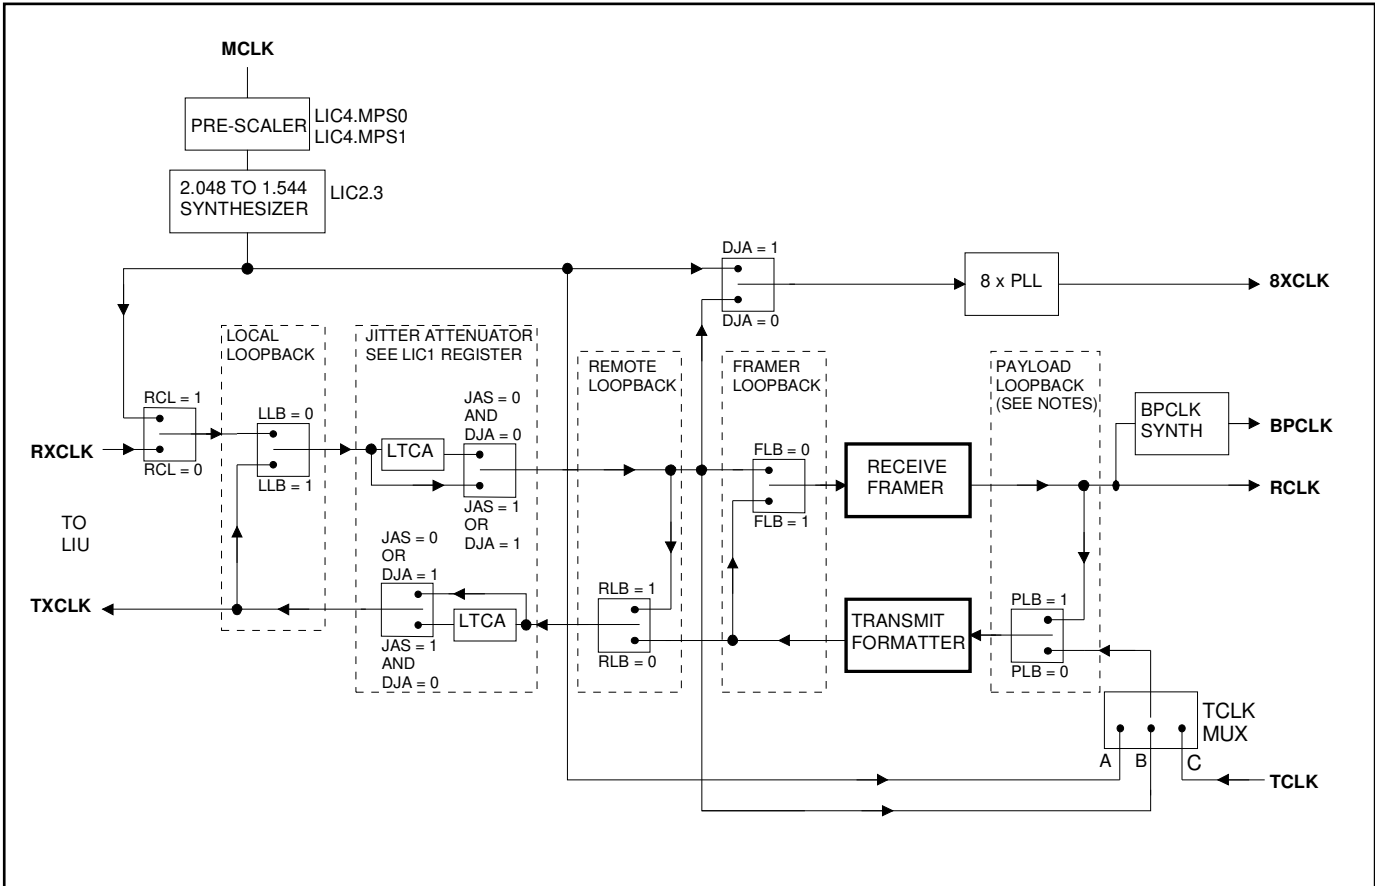 MCLK
PRE-SCALER
LIC4.MPS0
LIC4.MPS1
2.048 TO 1.544
SYNTHESIZER
LIC2.3
DJA = 1
DJA = 0
8 x PLL
8XCLK
LOCAL
LOOPBACK
JITTER ATTENUATOR
SEE LIC1 REGISTER
REMOTE
LOOPBACK
FRAMER
LOOPBACK
PAYLOAD
LOOPBACK
(SEE NOTES)
RCL = 1
RCL = 0
RXCLK
LLB = 0
LLB = 1
LTCA
JAS = 0
AND
DJA = 0
JAS = 1
OR
DJA = 1
FLB = 0
FLB = 1
RECEIVE
FRAMER
BPCLK
SYNTH
BPCLK
RCLK
TO
LIU
TXCLK
JAS = 0
OR
DJA = 1
JAS = 1
AND
DJA = 0
LTCA
RLB = 1
RLB = 0
TRANSMIT
FORMATTER
PLB = 1
PLB = 0
TCLK
MUX
A
B
C
TCLK